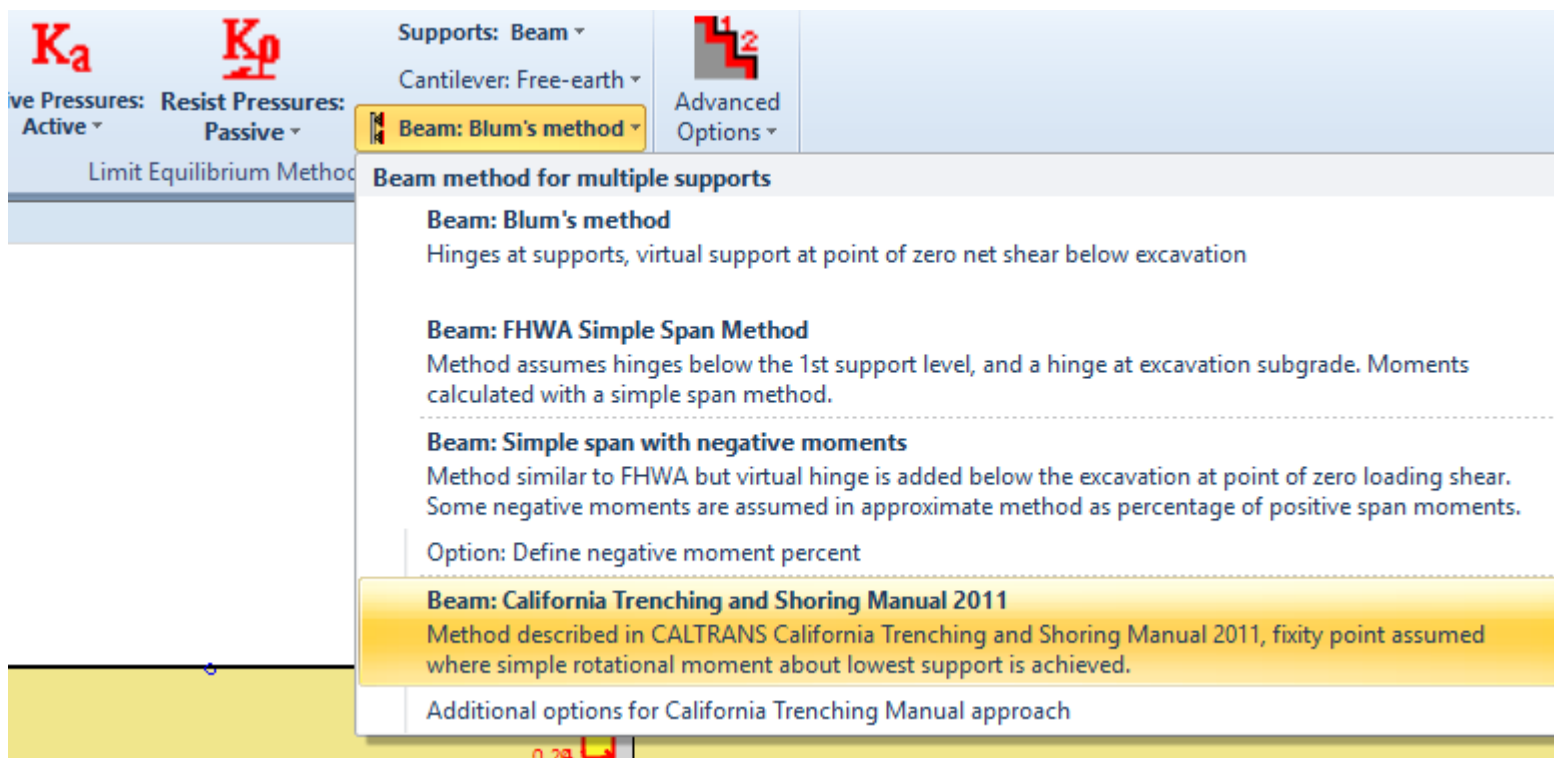 Ka
Kp
Supports: Beam
1
2
Cantilever: Free-earth
ve Pressures:
Active
Resist Pressures:
Passive
Beam: Blum's method
Advanced
Options
Limit Equilibrium Method
Beam method for multiple supports
Beam: Blum's method
Hinges at supports, virtual support at point of zero net shear below excavation
Beam: FHWA Simple Span Method
Method assumes hinges below the 1st support level, and a hinge at excavation subgrade. Moments
calculated with a simple span method.
Beam: Simple span with negative moments
Method similar to FHWA but virtual hinge is added below the excavation at point of zero loading shear.
Some negative moments are assumed in approximate method as percentage of positive span moments.
Option: Define negative moment percent
Beam: California Trenching and Shoring Manual 2011
Method described in CALTRANS California Trenching and Shoring Manual 2011, fixity point assumed
where simple rotational moment about lowest support is achieved.
Additional options for California Trenching Manual approach